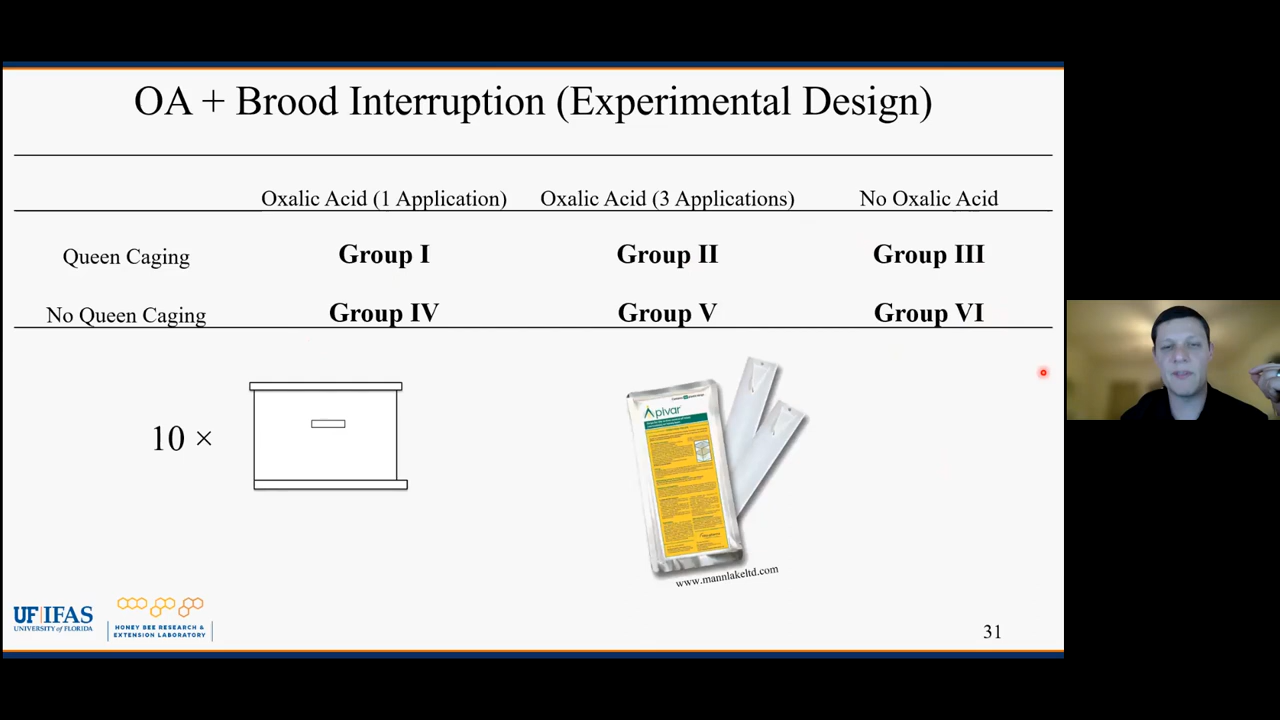 OA + Brood Interruption (Experimental Design)
Oxalic Acid (1 Application) Oxalic Acid (3 Applications) No Oxalic Acid
Queen Caging Group I Group II Group III
No Queen Caging Group IV Group V Group VI
10 ×
Apivar
www.mannlakeltd.com
UF|IFAS
UNIVERSITY of FLORIDA
HONEY BEE RESEARCH &
EXTENSION LABORATORY
31